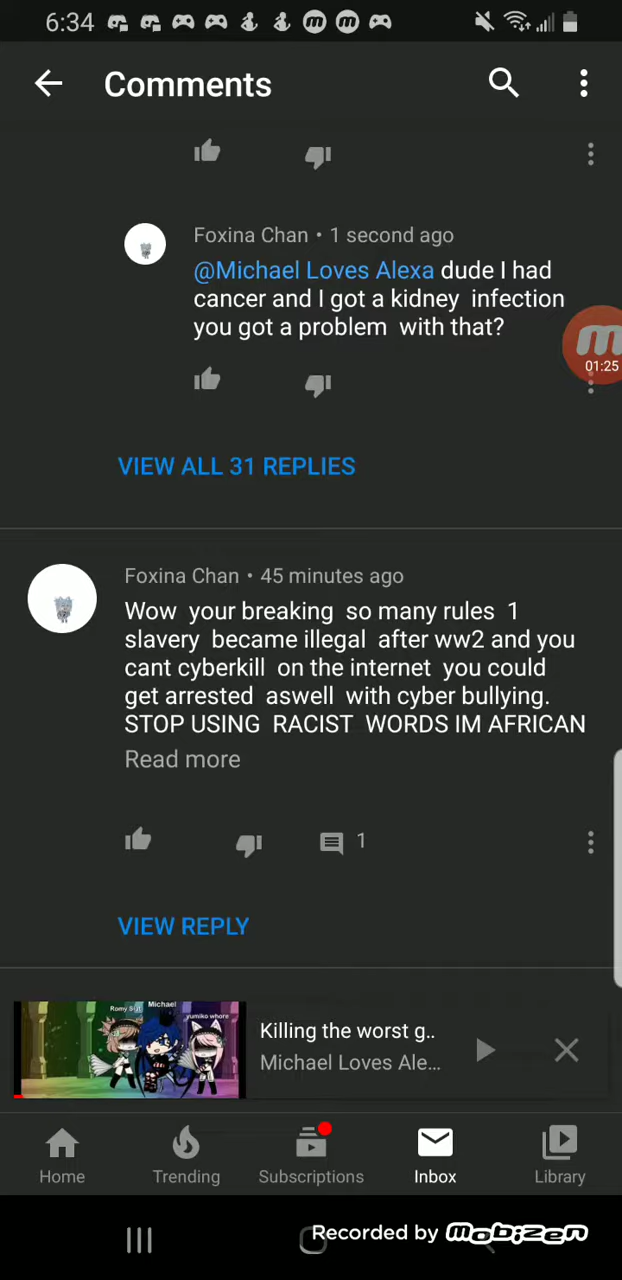 6:34
Comments
Foxina Chan • 1 second ago
@Michael Loves Alexa dude I had
cancer and I got a kidney infection
you got a problem with that?
01:25
VIEW ALL 31 REPLIES
Foxina Chan • 45 minutes ago
Wow your breaking so many rules 1
slavery became illegal after ww2 and you
cant cyberkill on the internet you could
get arrested aswell with cyber bullying.
STOP USING RACIST WORDS IM AFRICAN
Read more
1
VIEW REPLY
Michael
yumiko whore
Killing the worst g..
Michael Loves Ale...
Home
Trending
Subscriptions
Inbox
Library
Recorded by mobizen